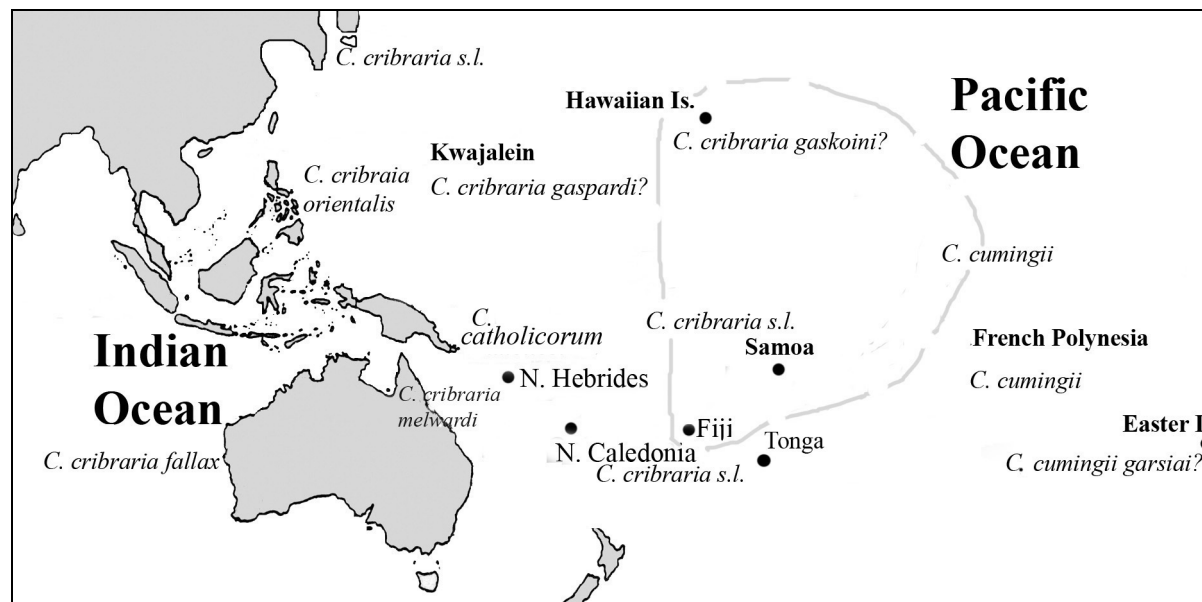 C. cribraria s.l.
Hawaiian Is.
Pacific
Ocean
C. cribraria gaskoini?
Kwajalein
C. cribraria gaspardi?
C. cribraia
orientalis
C. cumingii
C.
catholicorum
C. cribraria s.l.
Samoa
French Polynesia
C. cumingii
Indian
Ocean
N. Hebrides
C. cribraria
melwardi
Fiji
Tonga
N. Caledonia
C. cribraria s.l.
C. cribraria fallax
Easter I
C. cumingii garsiai?